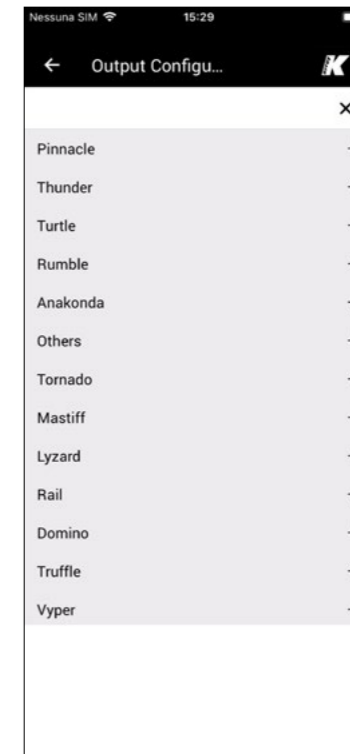 Nessuna SIM 15:29
← Output Configu... K
×
Pinnacle
Thunder
Turtle
Rumble
Anakonda
Others
Tornado
Mastiff
Lyzard
Rail
Domino
Truffle
Vyper